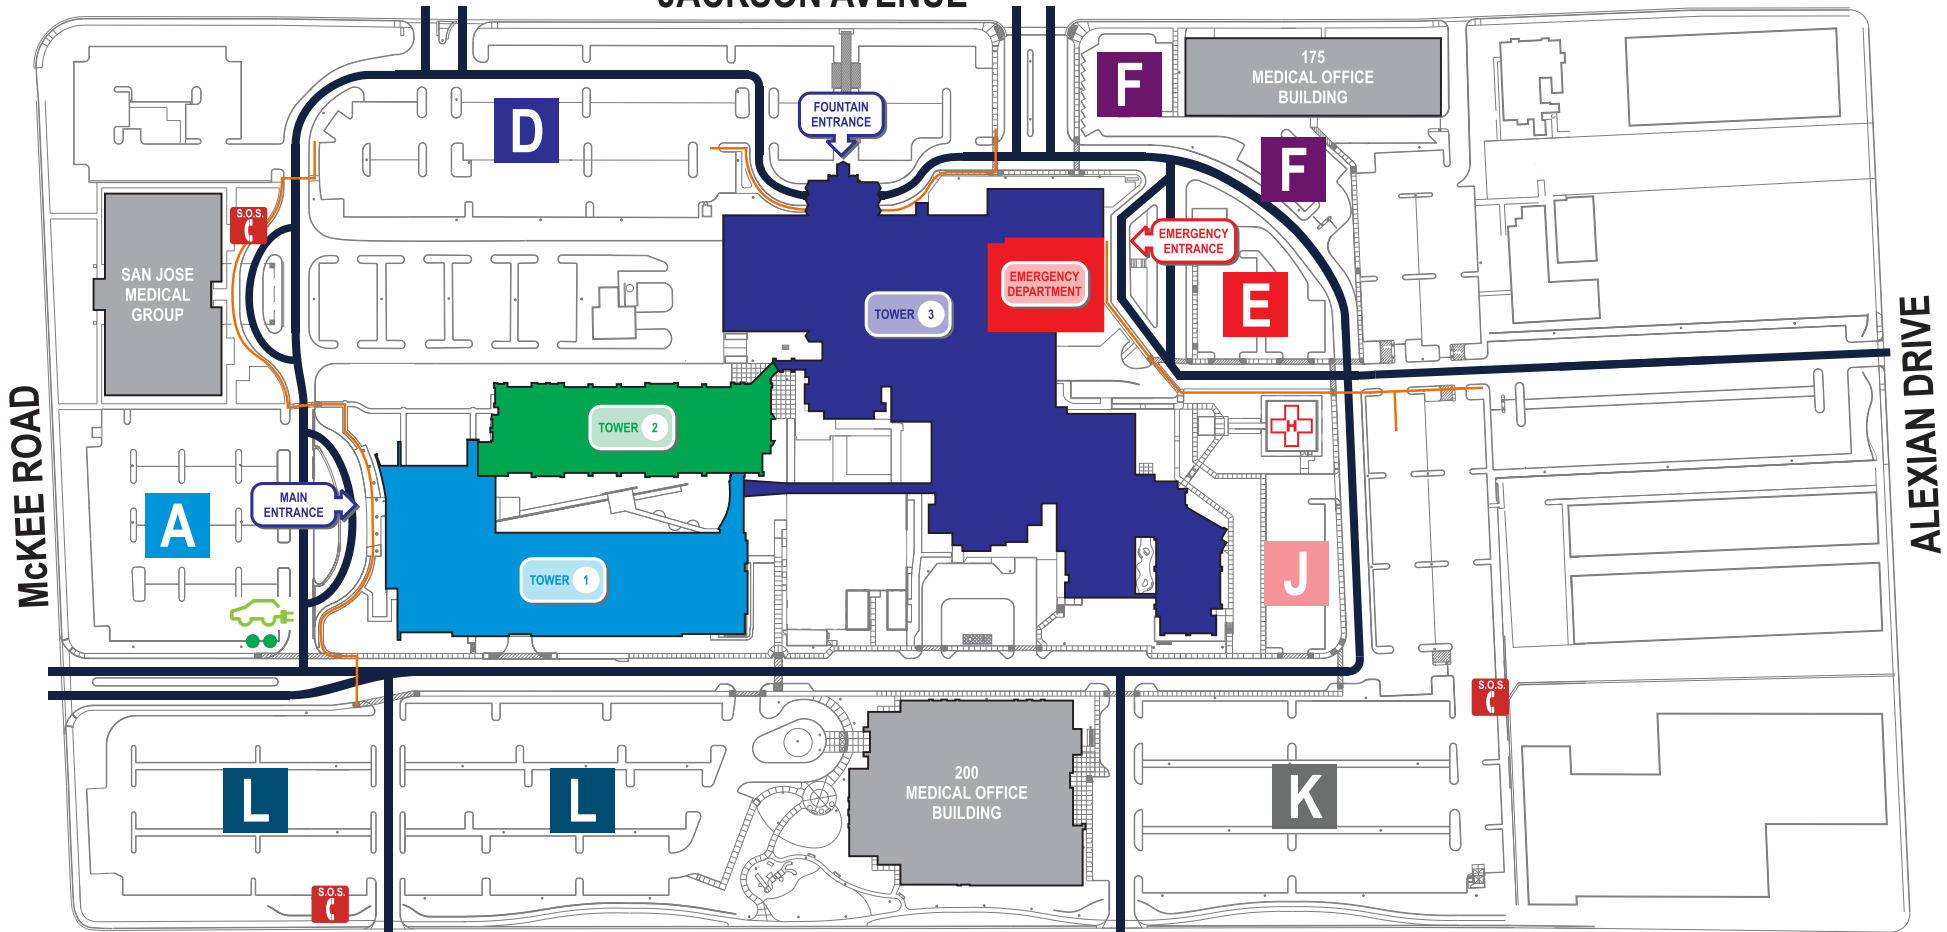 JACKSON AVENUE
175
MEDICAL OFFICE
BUILDING
F
D
FOUNTAIN
ENTRANCE
F
S.O.S.
EMERGENCY
ENTRANCE
SAN JOSE
MEDICAL
GROUP
EMERGENCY
DEPARTMENT
TOWER 3
E
McKEE ROAD
ALEXIAN DRIVE
TOWER 2
H
MAIN
ENTRANCE
A
TOWER 1
J
S.O.S.
L
L
200
MEDICAL OFFICE
BUILDING
K
S.O.S.